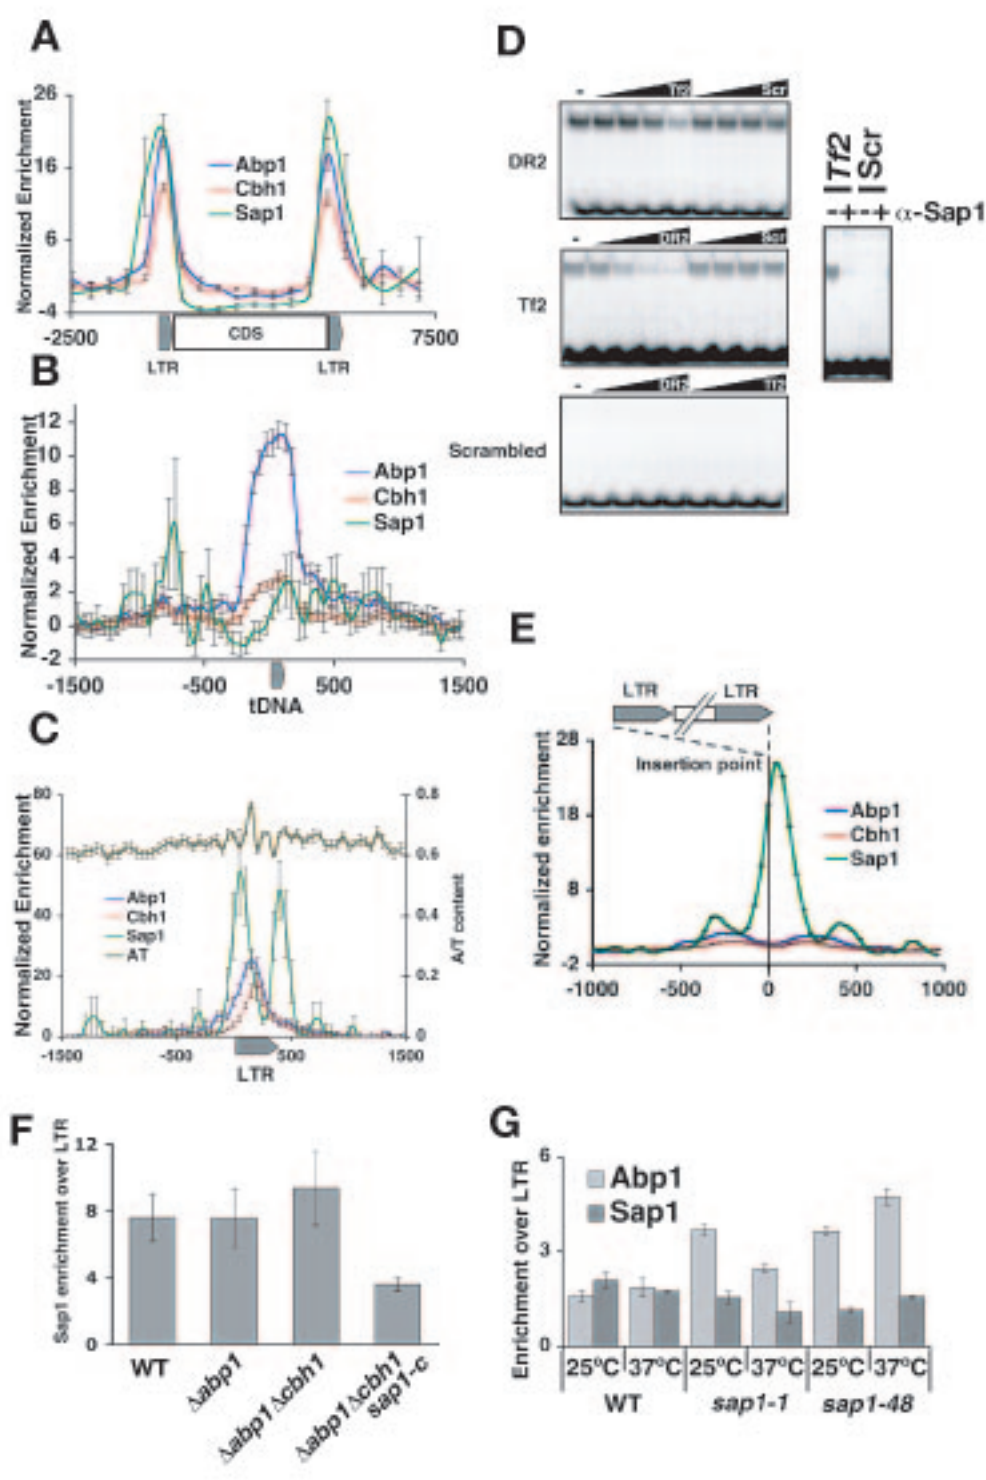 A
Normalized Enrichment
26
16
6
-4
Abp1
Cbh1
Sap1
-2500
CDS
7500
LTR
LTR
B
Normalized Enrichment
12
10
8
6
4
2
0
-2
Abp1
Cbh1
Sap1
-1500
-500
500
1500
tDNA
C
Normalized Enrichment
80
60
40
20
0
0.8
0.6
0.4
0.2
0
A/T content
Abp1
Cbh1
Sap1
AT
-1500
-500
500
1500
LTR
D
-
Tf2
Scr
DR2
-
DR2
Scr
Tf2
-
DR2
Tf2
Scrambled
Tf2
Scr
-+-+ α-Sap1
E
LTR
LTR
Insertion point
Normalized enrichment
28
18
8
-2
Abp1
Cbh1
Sap1
-1000
-500
0
500
1000
F
Sap1 enrichment over LTR
12
8
4
0
WT
Δabp1
Δabp1Δcbh1
Δabp1Δcbh1
sap1-c
G
Enrichment over LTR
6
3
0
Abp1
Sap1
25ºC 37ºC 25ºC 37ºC 25ºC 37ºC
WT
sap1-1
sap1-48